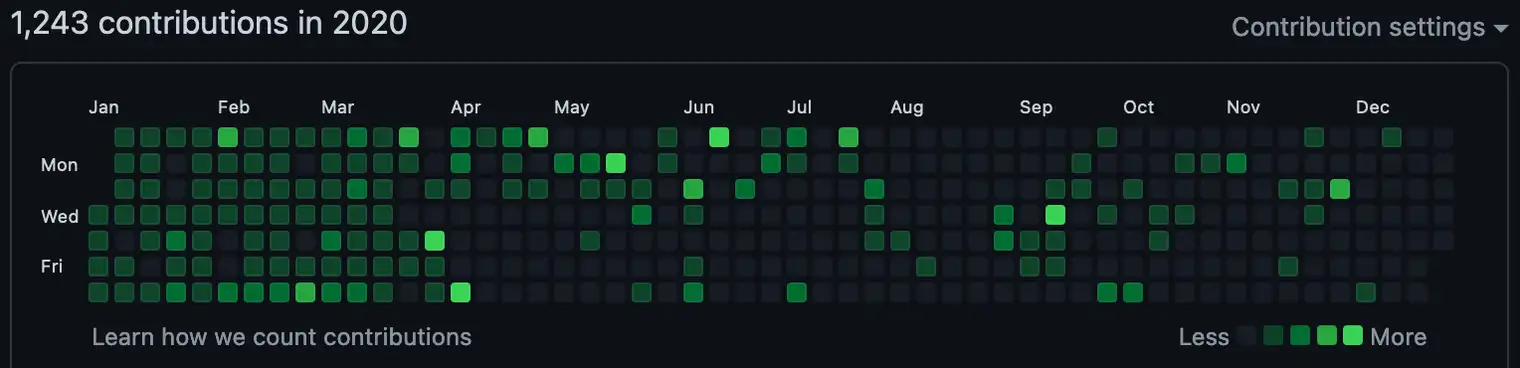 1,243 contributions in 2020
Contribution settings
Jan Feb Mar Apr May Jun Jul Aug Sep Oct Nov Dec
Mon
Wed
Fri
Learn how we count contributions
Less More